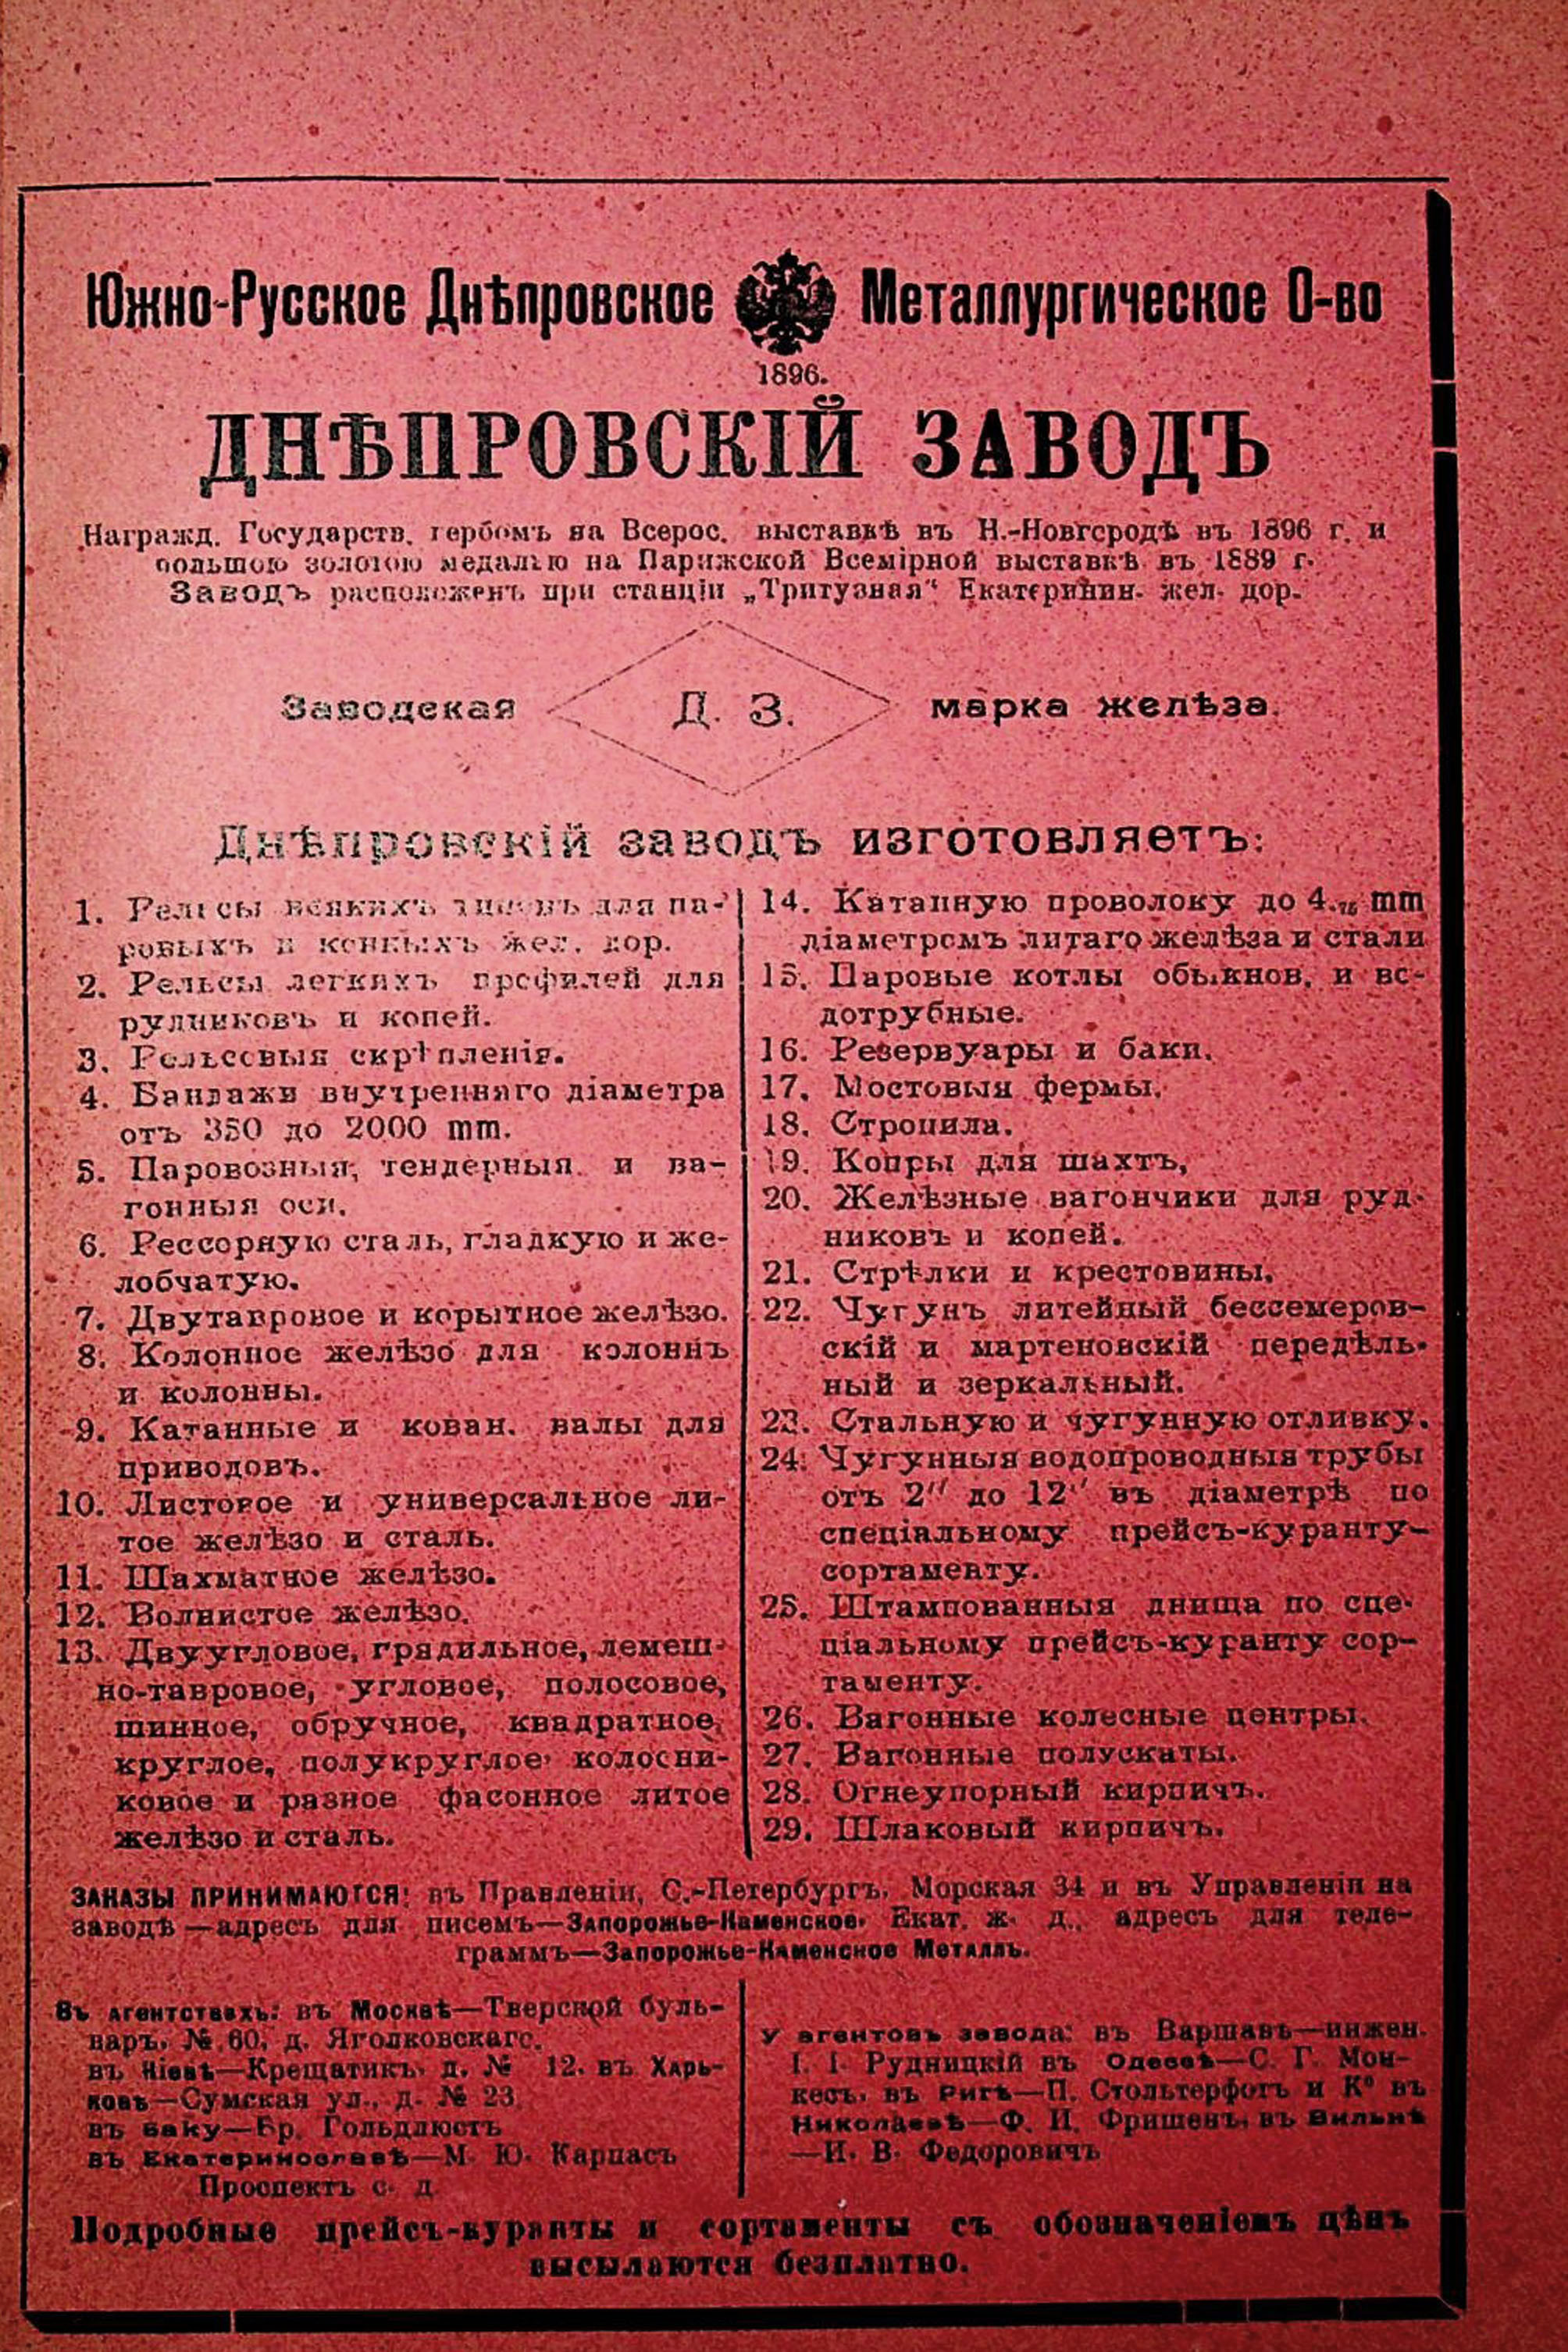 Южно-Русское Днѣпровское Металлургическое О-во
1896.
ДНѢПРОВСКІЙ ЗАВОДЪ
Награжд. Государств. гербомъ на Всерос. выставкѣ въ Н.-Новгородѣ въ 1896 г. и
большою золотою медалью на Парижской Всемірной выставкѣ въ 1889 г.
Заводъ расположенъ при станціи „Тритузная“ Екатеринин. жел. дор.
Заводская Д. З. марка желѣза.
Днѣпровскій заводъ изготовляетъ:
1. Рельсы всякихъ типовъ для па-
ровыхъ и конныхъ жел. дор.
2. Рельсы легкихъ профилей для
рудниковъ и копей.
3. Рельсовыя скрѣпленія.
4. Бандажи внутренняго діаметра
отъ 350 до 2000 mm.
5. Паровозныя, тендерныя и ва-
гонныя оси.
6. Рессорную сталь, гладкую и же-
лобчатую.
7. Двутавровое и корытное желѣзо.
8. Колонное желѣзо для колоннъ
и колонны.
9. Катанные и кован. валы для
приводовъ.
10. Листовое и универсальное ли-
тое желѣзо и сталь.
11. Шахматное желѣзо.
12. Волнистое желѣзо.
13. Двуугловое, грядильное, лемеш-
но-тавровое, угловое, полосовое,
шинное, обручное, квадратное,
круглое, полукруглое, колосни-
ковое и разное фасонное литое
желѣзо и сталь.
14. Катанную проволоку до 4. mm
діаметромъ литаго желѣза и стали
15. Паровые котлы обыкнов. и во-
дотрубные.
16. Резервуары и баки.
17. Мостовыя фермы.
18. Стропила.
19. Копры для шахтъ,
20. Желѣзные вагончики для руд-
никовъ и копей.
21. Стрѣлки и крестовины.
22. Чугунъ литейный бессемеров-
скій и мартеновскій передѣль-
ный и зеркальный.
23. Стальную и чугунную отливку.
24. Чугунныя водопроводныя трубы
отъ 2" до 12" въ діаметрѣ по
спеціальному прейсъ-куранту-
сортаменту.
25. Штампованныя днища по спе-
ціальному прейсъ-куранту сор-
таменту.
26. Вагонные колесные центры.
27. Вагонные полускаты.
28. Огнеупорный кирпичъ.
29. Шлаковый кирпичъ.
ЗАКАЗЫ ПРИНИМАЮТСЯ: въ Правленіи, С.-Петербургъ, Морская 34 и въ Управленіи на
заводѣ—адресъ для писемъ—Запорожье-Каменское, Екат. ж. д., адресъ для теле-
граммъ—Запорожье-Каменское Металлъ.
Въ агентствахъ: въ Москвѣ—Тверской буль-
варъ, № 60, д. Яголковскаго.
въ Кіевѣ—Крещатикъ, д. № 12. въ Харь-
ковѣ—Сумская ул., д. № 23
въ Баку—Бр. Гольдлюстъ
въ Екатеринославѣ—М. Ю. Карпасъ
Проспектъ с. д
У агентовъ завода: въ Варшавѣ—инжен.
І. І. Рудницкій въ Одессѣ—С. Г. Мон-
кесъ, въ Ригѣ—П. Стольтерфогъ и К° въ
Николаевѣ—Ф. И. Фришенъ, въ Вильнѣ
—И. В. Федоровичъ
Подробные прейсъ-куранты и сортаменты съ обозначеніемъ цѣнъ
высылаются безплатно.